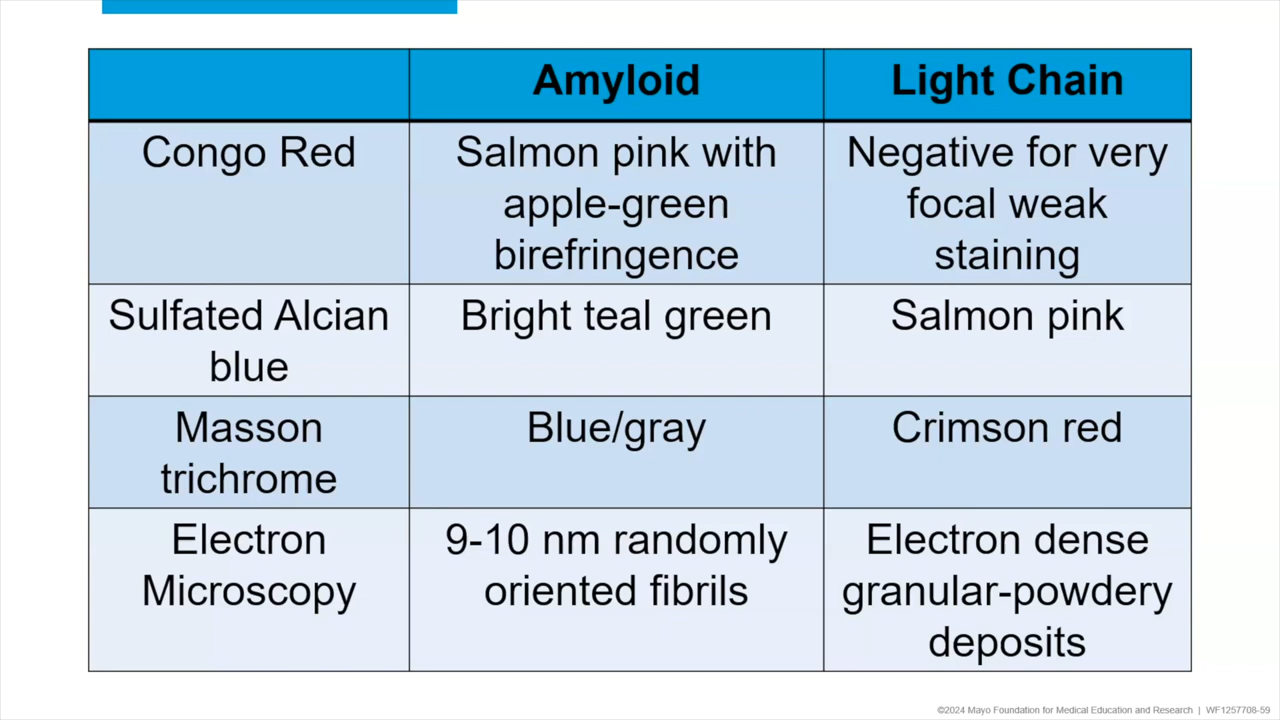 Amyloid
Light Chain
Congo Red
Salmon pink with
apple-green
birefringence
Negative for very
focal weak
staining
Sulfated Alcian
blue
Bright teal green
Salmon pink
Masson
trichrome
Blue/gray
Crimson red
Electron
Microscopy
9-10 nm randomly
oriented fibrils
Electron dense
granular-powdery
deposits
©2024 Mayo Foundation for Medical Education and Research | WF1257708-59